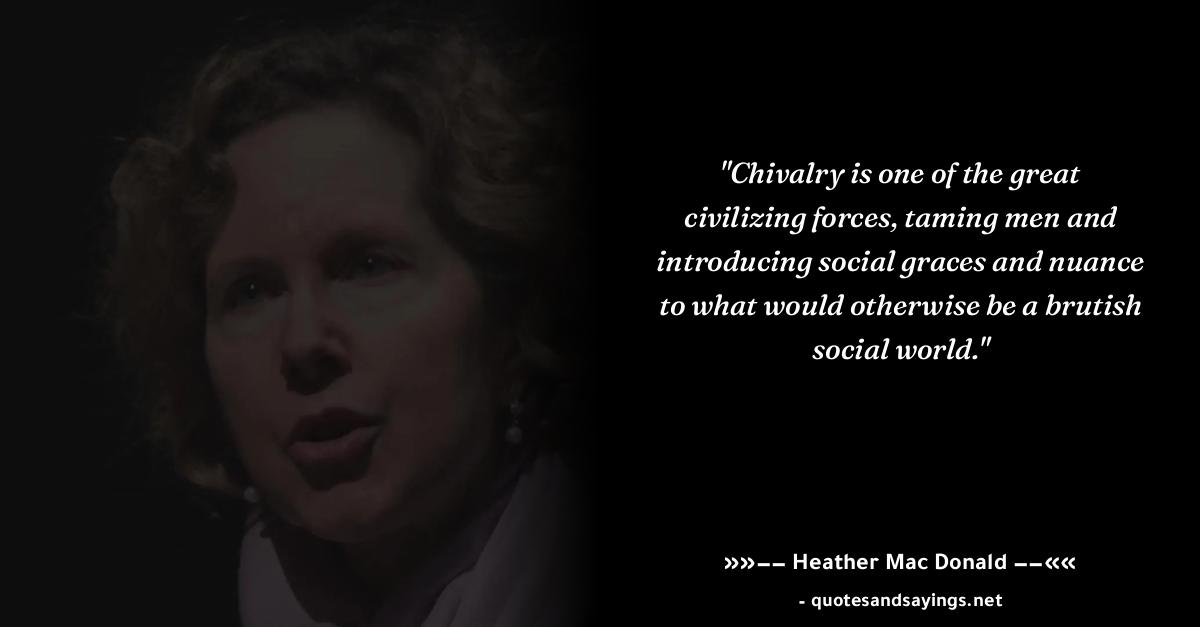 "Chivalry is one of the great
civilizing forces, taming men and
introducing social graces and nuance
to what would otherwise be a brutish
social world."
»»–– Heather Mac Donald ––««
- quotesandsayings.net